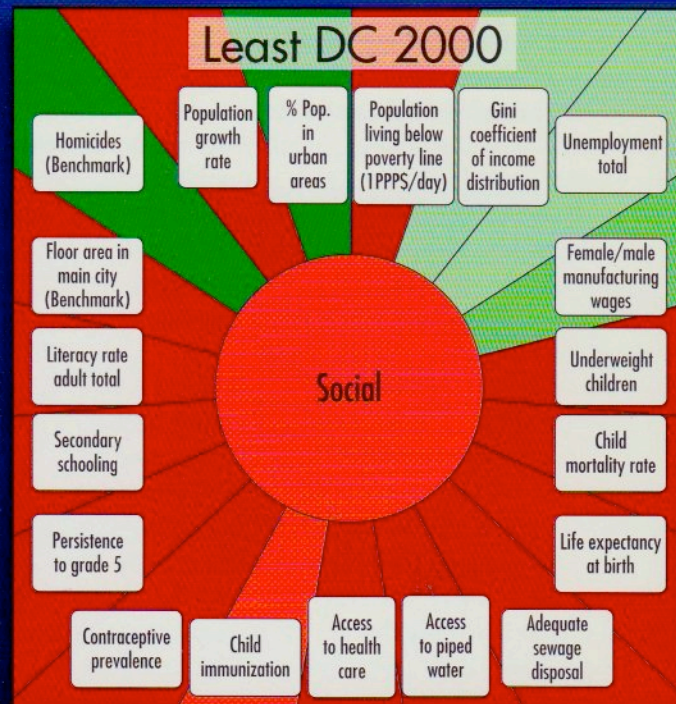 Least DC 2000
Homicides
(Benchmark)
Population
growth
rate
% Pop.
in
urban
areas
Population
living below
poverty line
(1PPPS/day)
Gini
coefficient
of income
distribution
Unemployment
total
Floor area in
main city
(Benchmark)
Female/male
manufacturing
wages
Literacy rate
adult total
Social
Underweight
children
Secondary
schooling
Child
mortality rate
Persistence
to grade 5
Life expectancy
at birth
Contraceptive
prevalence
Child
immunization
Access
to health
care
Access
to piped
water
Adequate
sewage
disposal